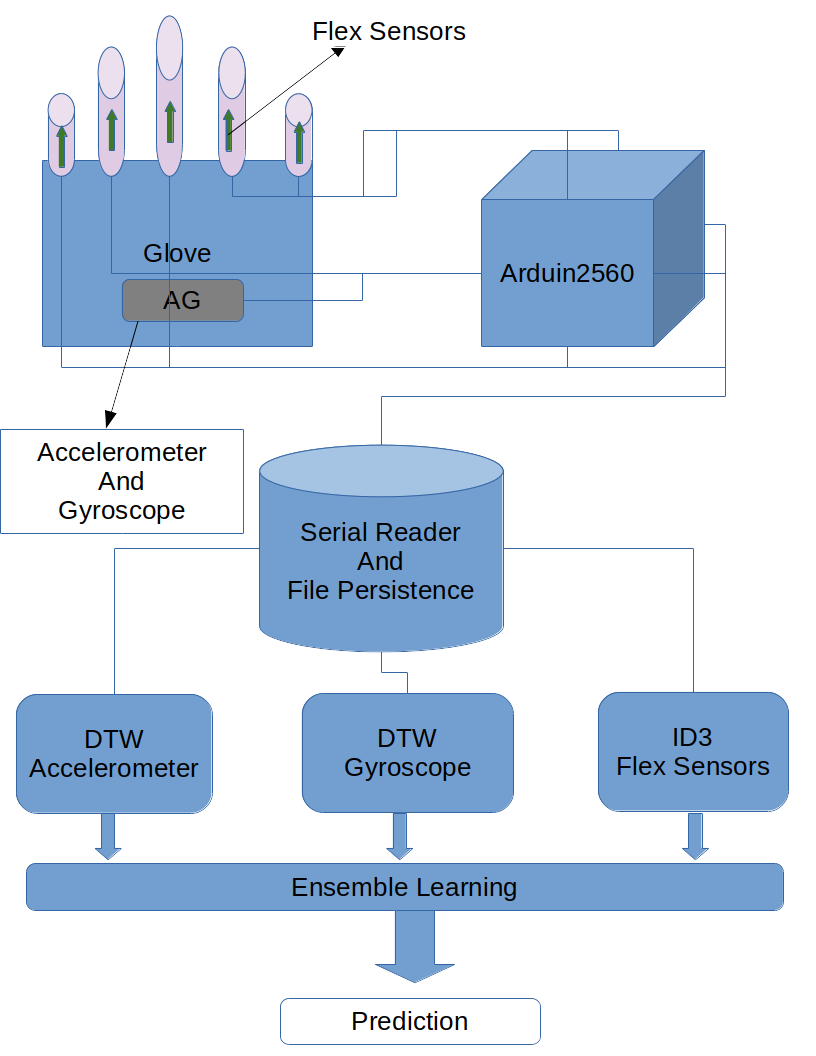 Flex Sensors
Glove
AG
Arduin2560
Accelerometer
And
Gyroscope
Serial Reader
And
File Persistence
DTW
Accelerometer
DTW
Gyroscope
ID3
Flex Sensors
Ensemble Learning
Prediction